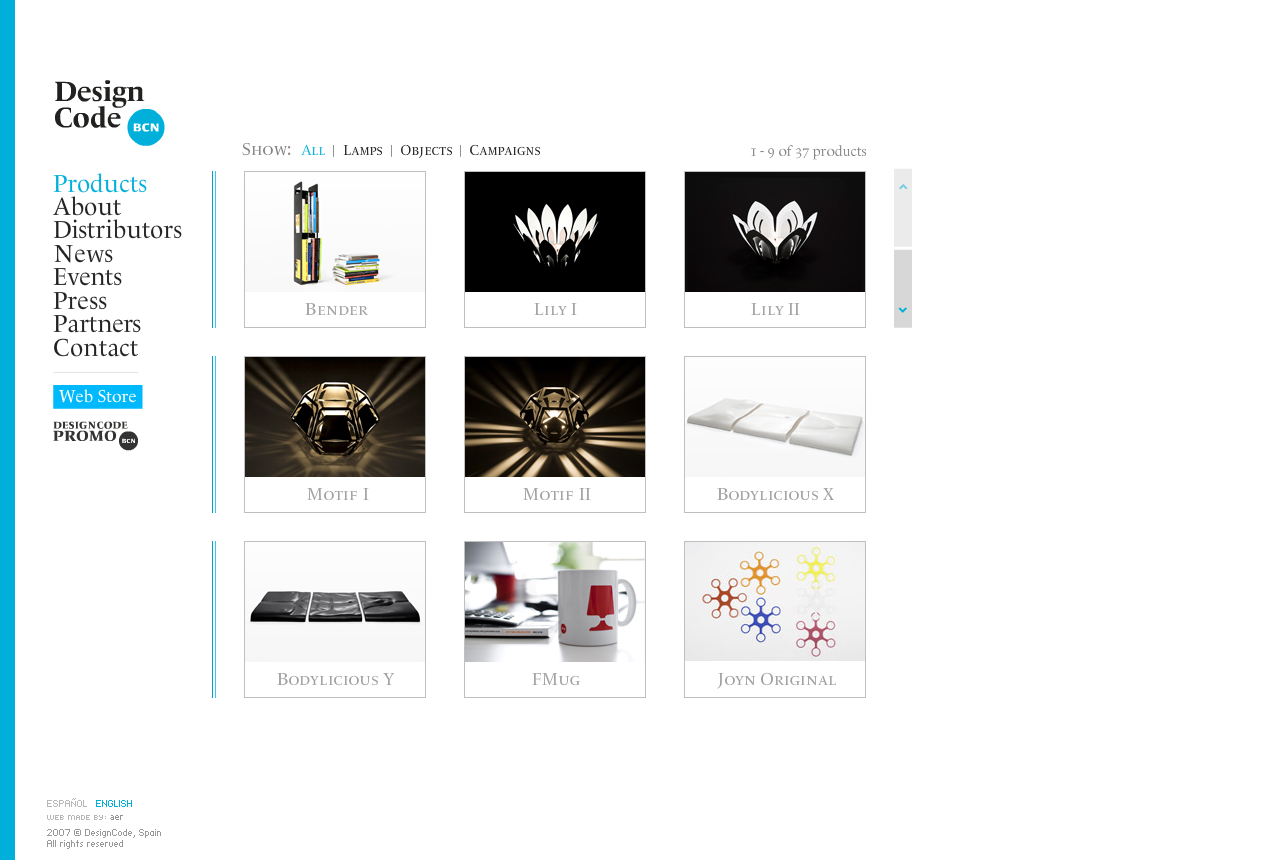 Design
Code
BCN
Show: All | Lamps | Objects | Campaigns
1 - 9 of 37 products
Products
About
Distributors
News
Events
Press
Partners
Contact
Web Store
DESIGNCODE
PROMO BCN
Bender
Lily I
Lily II
Motif I
Motif II
Bodylicious X
Bodylicious Y
FMug
Joyn Original
ESPAÑOL ENGLISH
WEB MADE BY: aer
2007 © DesignCode, Spain
All rights reserved